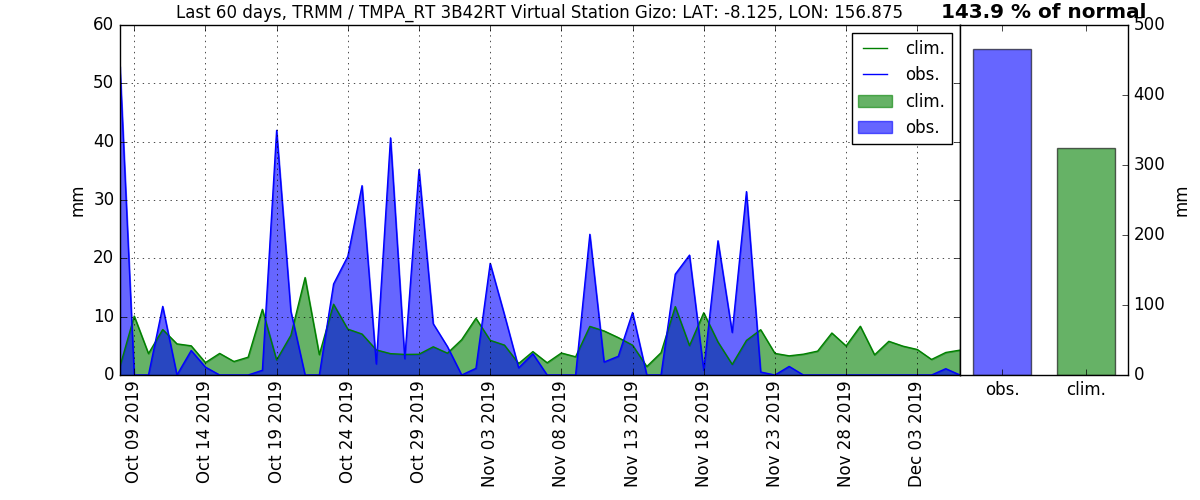 Last 60 days, TRMM / TMPA_RT 3B42RT Virtual Station Gizo: LAT: -8.125, LON: 156.875
143.9 % of normal
mm
60
50
40
30
20
10
0
clim.
obs.
clim.
obs.
Oct 09 2019
Oct 14 2019
Oct 19 2019
Oct 24 2019
Oct 29 2019
Nov 03 2019
Nov 08 2019
Nov 13 2019
Nov 18 2019
Nov 23 2019
Nov 28 2019
Dec 03 2019
500
400
300
200
100
0
mm
obs.
clim.